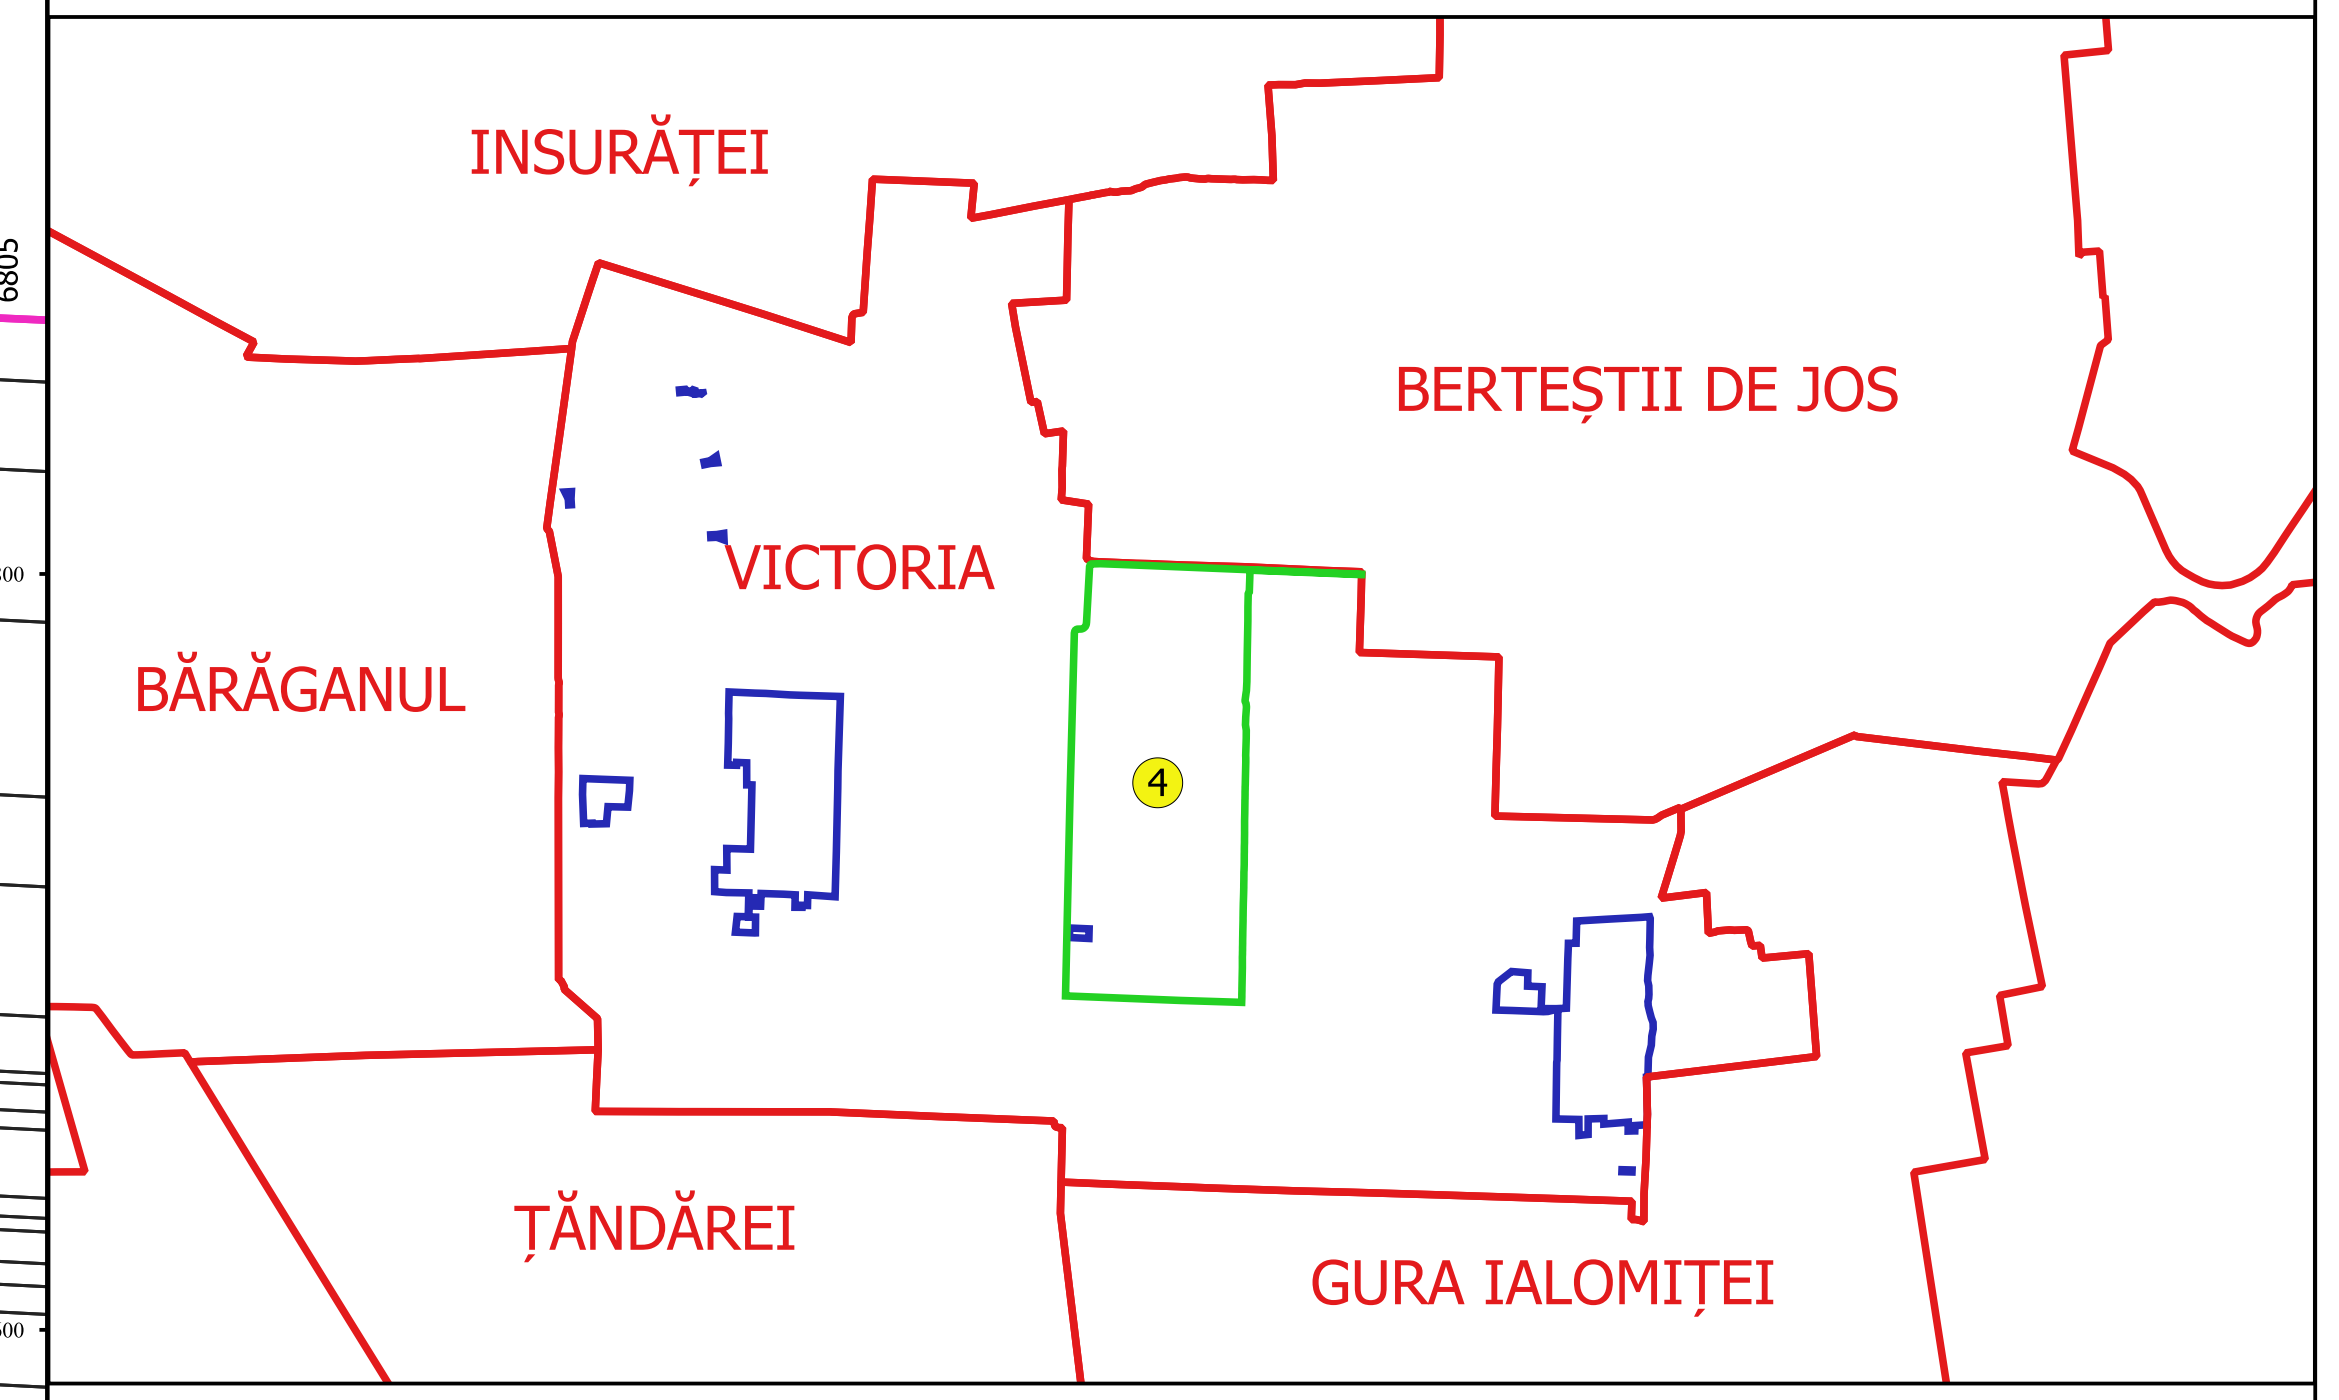 INSURĂȚEI
6805
BERTEȘTII DE JOS
VICTORIA
BĂRĂGANUL
4
ȚĂNDĂREI
GURA IALOMIȚEI